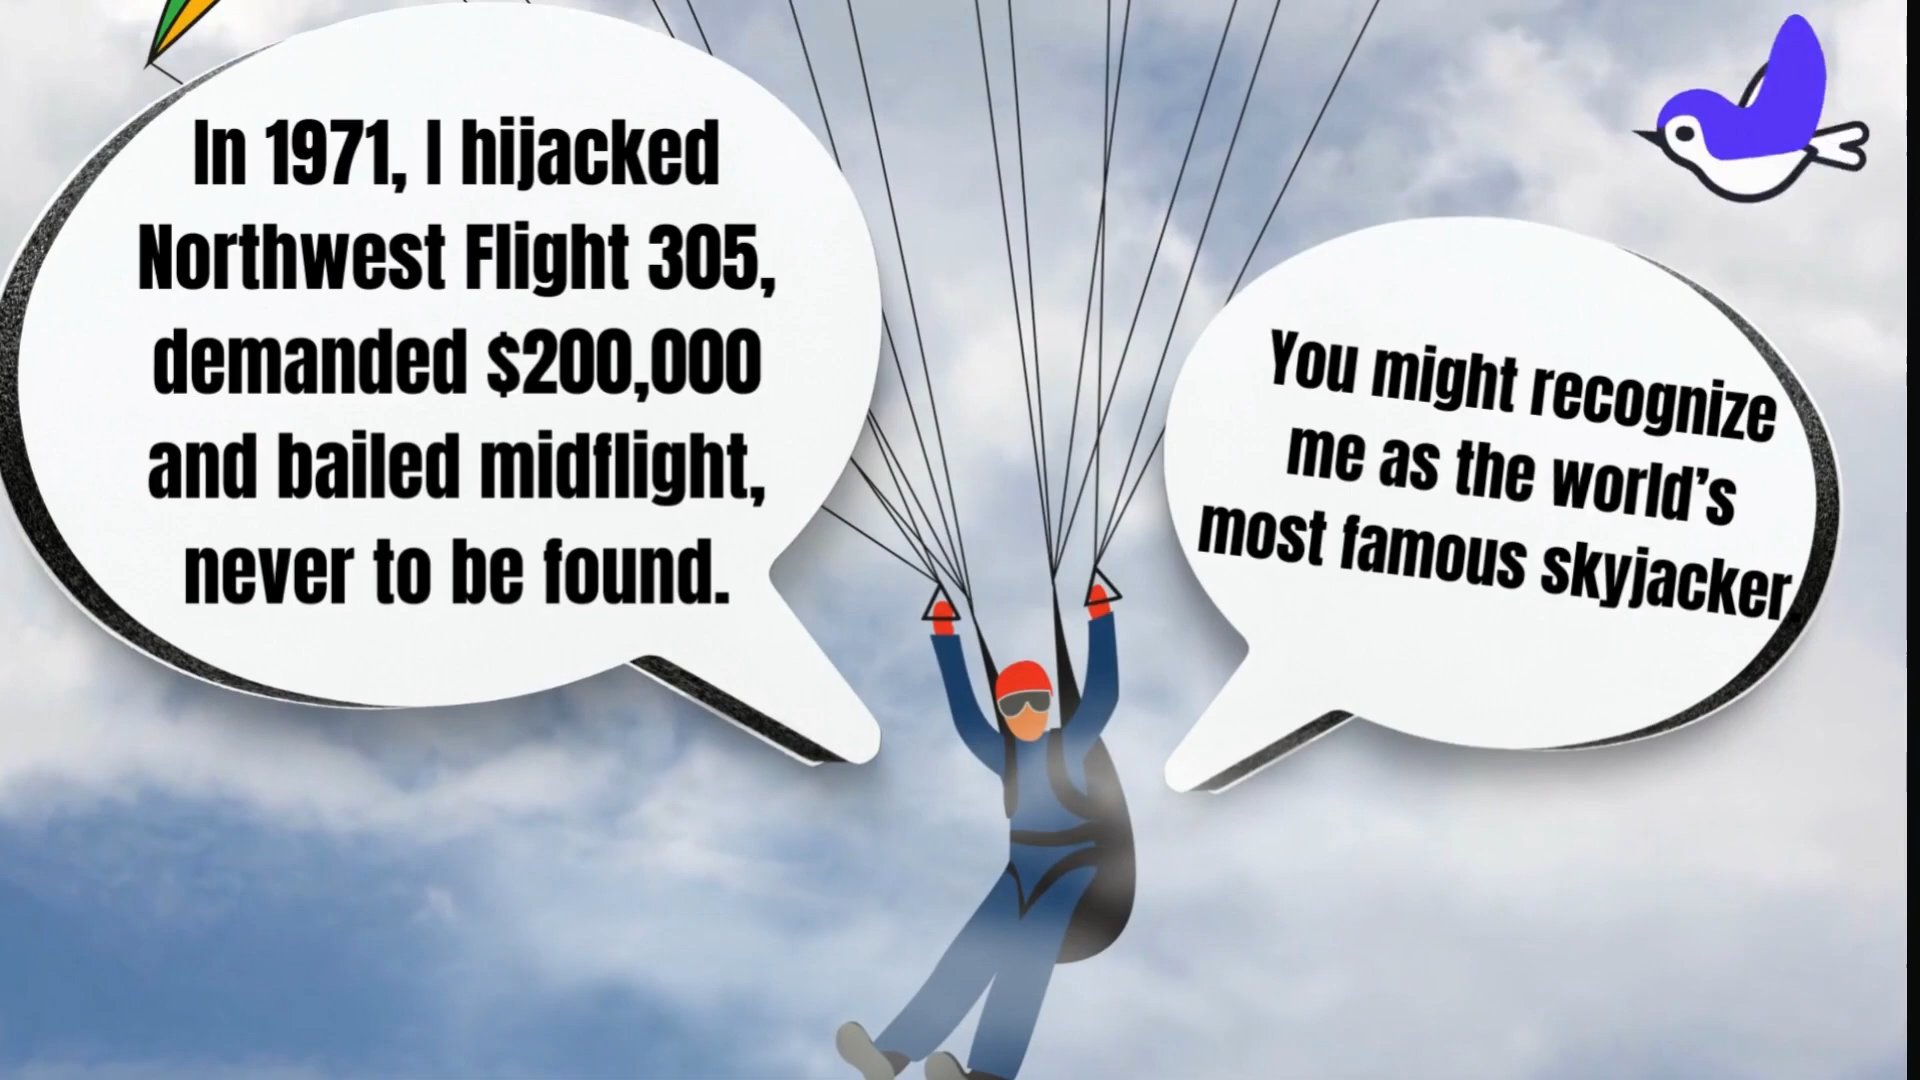 In 1971, I hijacked
Northwest Flight 305,
demanded $200,000
and bailed midflight,
never to be found.
You might recognize
me as the world’s
most famous skyjacker.